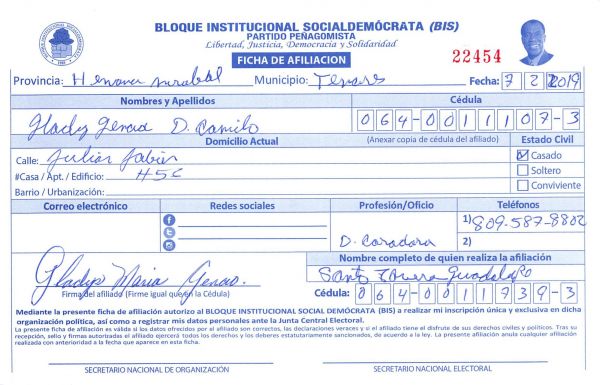 BLOQUE INSTITUCIONAL SOCIALDEMÓCRATA (BIS)
PARTIDO PEÑAGOMISTA
Libertad, Justicia, Democracia y Solidaridad
FICHA DE AFILIACION
22454
Provincia: Municipio: Tenares Fecha: 7 2 2019
Nombres y Apellidos Cédula
Gladys Genao D. Camilo 064-0011107-3
Domicilio Actual (Anexar copia de cédula del afiliado) Estado Civil
Calle: Julian Fabian Casado
#Casa / Apt. / Edificio: #56 Soltero
Barrio / Urbanización: Conviviente
Correo electrónico Redes sociales Profesión/Oficio Teléfonos
1) 809-587-8802
2)
Gladys Maria Genao
Nombre completo de quien realiza la afiliación
Firma del afiliado (Firme igual que en la Cédula)
Cédula: 064-0011939-3
Mediante la presente ficha de afiliación autorizo al BLOQUE INSTITUCIONAL SOCIAL DEMÓCRATA (BIS) a realizar mi inscripción única y exclusiva en dicha
organización política, así como a registrar mis datos personales ante la Junta Central Electoral.
La presente ficha de afiliación es válida si los datos ofrecidos por el afiliado son correctos, las declaraciones veraces y si el afiliado tiene el disfrute de sus derechos civiles y políticos. Tras su
recepción, sello y firmas autorizadas el afiliado ejercerá todos los derechos y los deberes estatutariamente sancionados, de acuerdo a la ley. La presente afiliación anula cualquier afiliación
realizada con anterioridad a la fecha que aparece en esta ficha.
SECRETARIO NACIONAL DE ORGANIZACIÓN SECRETARIO NACIONAL ELECTORAL